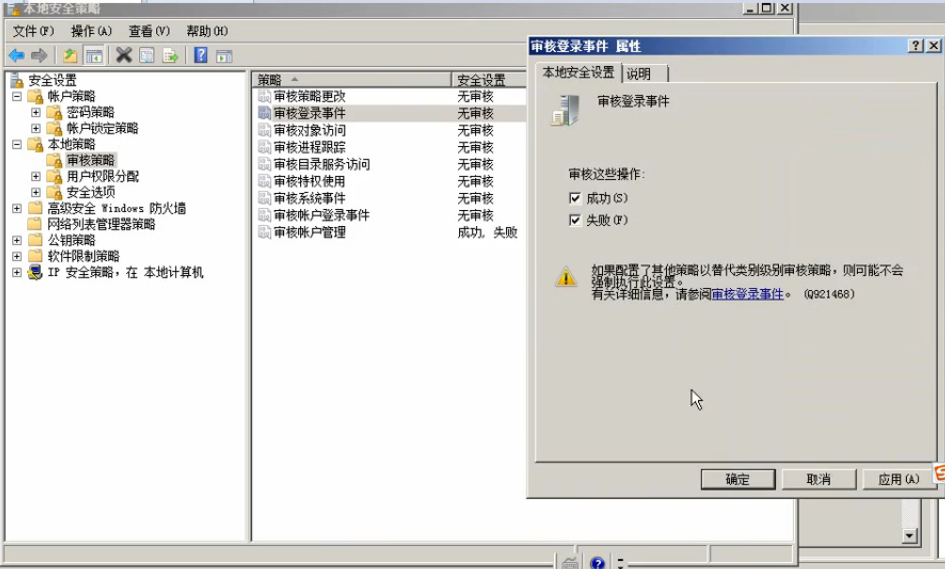 本地安全策略
文件(F) 操作(A) 查看(V) 帮助(H)
安全设置
帐户策略
密码策略
帐户锁定策略
本地策略
审核策略
用户权限分配
安全选项
高级安全 Windows 防火墙
网络列表管理器策略
公钥策略
软件限制策略
IP 安全策略，在 本地计算机
策略 安全设置
审核策略更改 无审核
审核登录事件 无审核
审核对象访问 无审核
审核进程跟踪 无审核
审核目录服务访问 无审核
审核特权使用 无审核
审核系统事件 无审核
审核帐户登录事件 无审核
审核帐户管理 成功，失败
审核登录事件 属性
本地安全设置 说明
审核登录事件
审核这些操作:
成功(S)
失败(F)
如果配置了其他策略以替代类别级别审核策略，则可能不会
强制执行此设置。
有关详细信息，请参阅审核登录事件。 (Q921468)
确定 取消 应用(A)